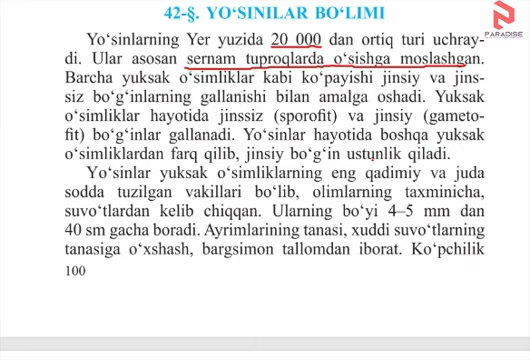 PARADISE
42-§. YO‘SINILAR BO‘LIMI
Yo‘sinlarning Yer yuzida 20 000 dan ortiq turi uchray-
di. Ular asosan sernam tuproqlarda o‘sishga moslashgan.
Barcha yuksak o‘simliklar kabi ko‘payishi jinsiy va jins-
siz bo‘g‘inlarning gallanishi bilan amalga oshadi. Yuksak
o‘simliklar hayotida jinssiz (sporofit) va jinsiy (gameto-
fit) bo‘g‘inlar gallanadi. Yo‘sinlar hayotida boshqa yuksak
o‘simliklardan farq qilib, jinsiy bo‘g‘in ustunlik qiladi.
Yo‘sinlar yuksak o‘simliklarning eng qadimiy va juda
sodda tuzilgan vakillari bo‘lib, olimlarning taxminicha,
suvo‘tlardan kelib chiqqan. Ularning bo‘yi 4–5 mm dan
40 sm gacha boradi. Ayrimlarining tanasi, xuddi suvo‘tlarning
tanasiga o‘xshash, bargsimon tallomdan iborat. Ko‘pchilik
100